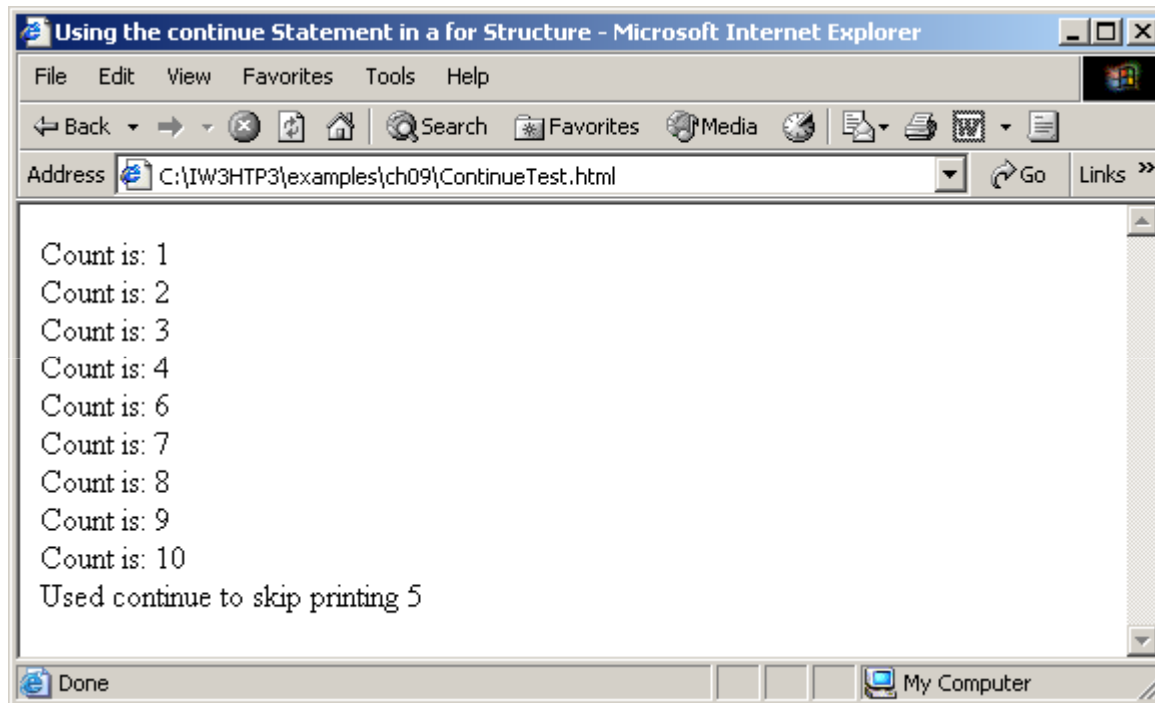 Using the continue Statement in a for Structure - Microsoft Internet Explorer
File Edit View Favorites Tools Help
Back Search Favorites Media W
Address C:\IW3HTP3\examples\ch09\ContinueTest.html Go Links »
Count is: 1
Count is: 2
Count is: 3
Count is: 4
Count is: 6
Count is: 7
Count is: 8
Count is: 9
Count is: 10
Used continue to skip printing 5
Done My Computer